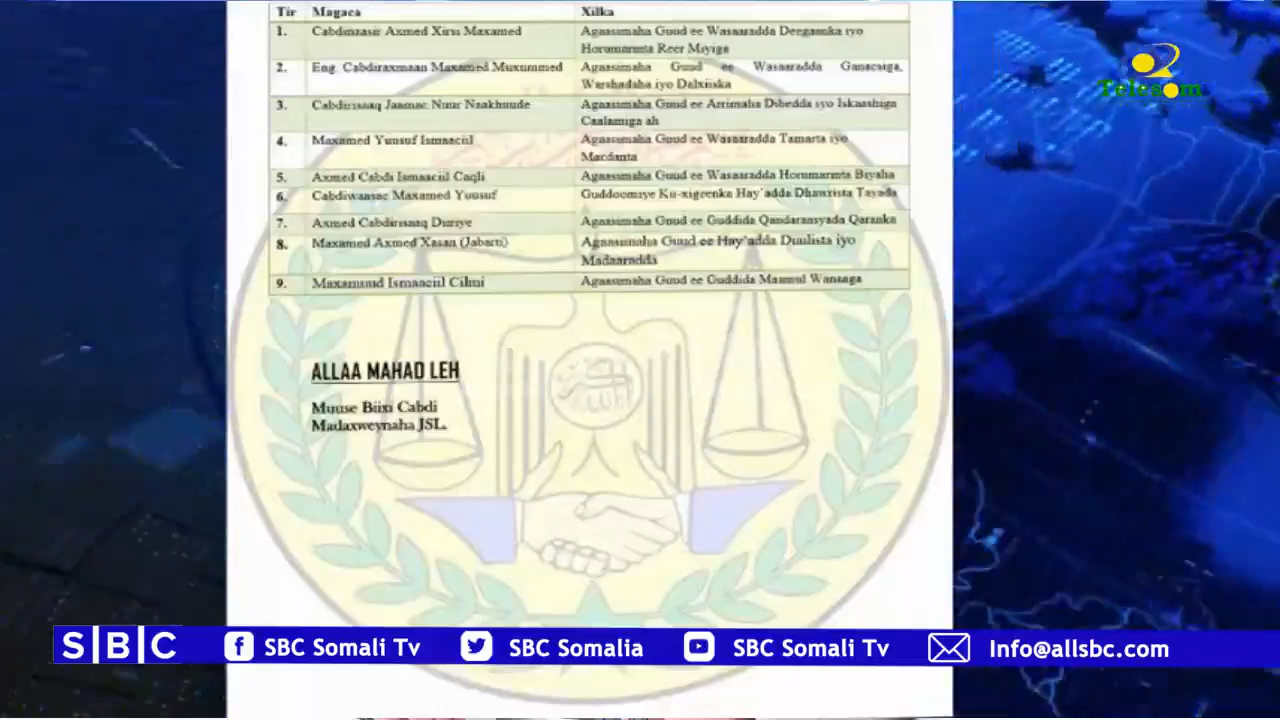 Tir Magaca Xilka
1. Cabdinaasir Axmed Xirsi Maxamed Agaasimaha Guud ee Wasaaradda Deegaanka iyo
Horumarinta Reer Miyiga
2. Eng. Cabdiraxmaan Maxamed Muxummed Agaasimaha Guud ee Wasaaradda Ganacsiga,
Warshadaha iyo Dalxiiska
3. Cabdirisaaq Jaamac Nuur Naakhuude Agaasimaha Guud ee Arrimaha Dibedda iyo Iskaashiga
Caalamiga ah
4. Maxamed Yuusuf Ismaaciil Agaasimaha Guud ee Wasaaradda Tamarta iyo
Macdanta
5. Axmed Cabdi Ismaaciil Caqli Agaasimaha Guud ee Wasaaradda Horumarinta Biyaha
6. Cabdiwaasac Maxamed Yuusuf Guddoomiye Ku-xigeenka Hay'adda Dhawrista Tayada
7. Axmed Cabdirisaaq Agaasimaha Guud ee Guddida Qandaraasyada Qaranka
8. Maxamed Axmed Xasan (Jabarti) Agaasimaha Guud ee Hay'adda Duulista iyo
Madaaradda
9. Maxamuud Ismaaciil Cilmi Agaasimaha Guud ee Guddida Maamul Wanaaga
ALLAA MAHAD LEH
Muuse Biixi Cabdi
Madaxweynaha JSL.
Telesom
SBC SBC Somali Tv SBC Somalia SBC Somali Tv Info@allsbc.com